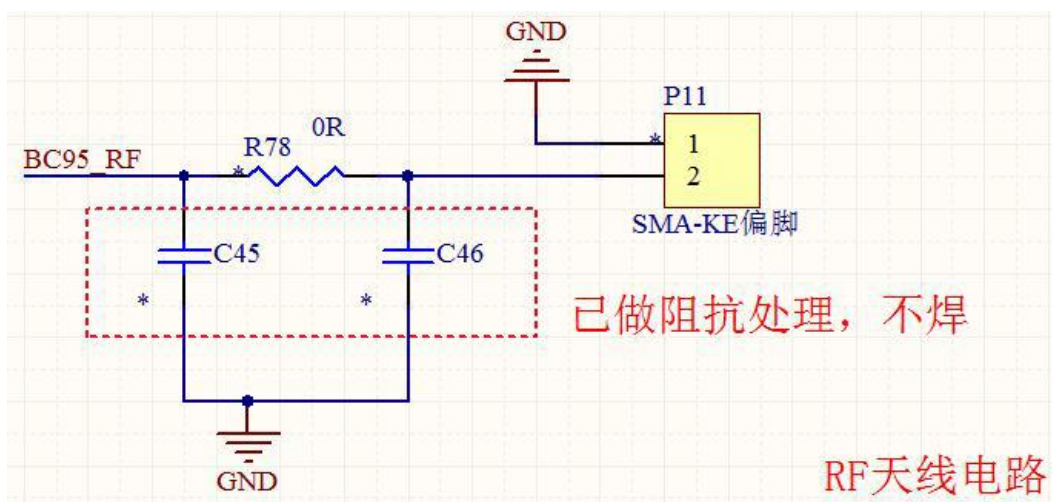 GND
P11
0R
R78
BC95_RF
1
2
SMA-KE偏脚
C45
C46
*
*
*
*
已做阻抗处理，不焊
GND
RF天线电路